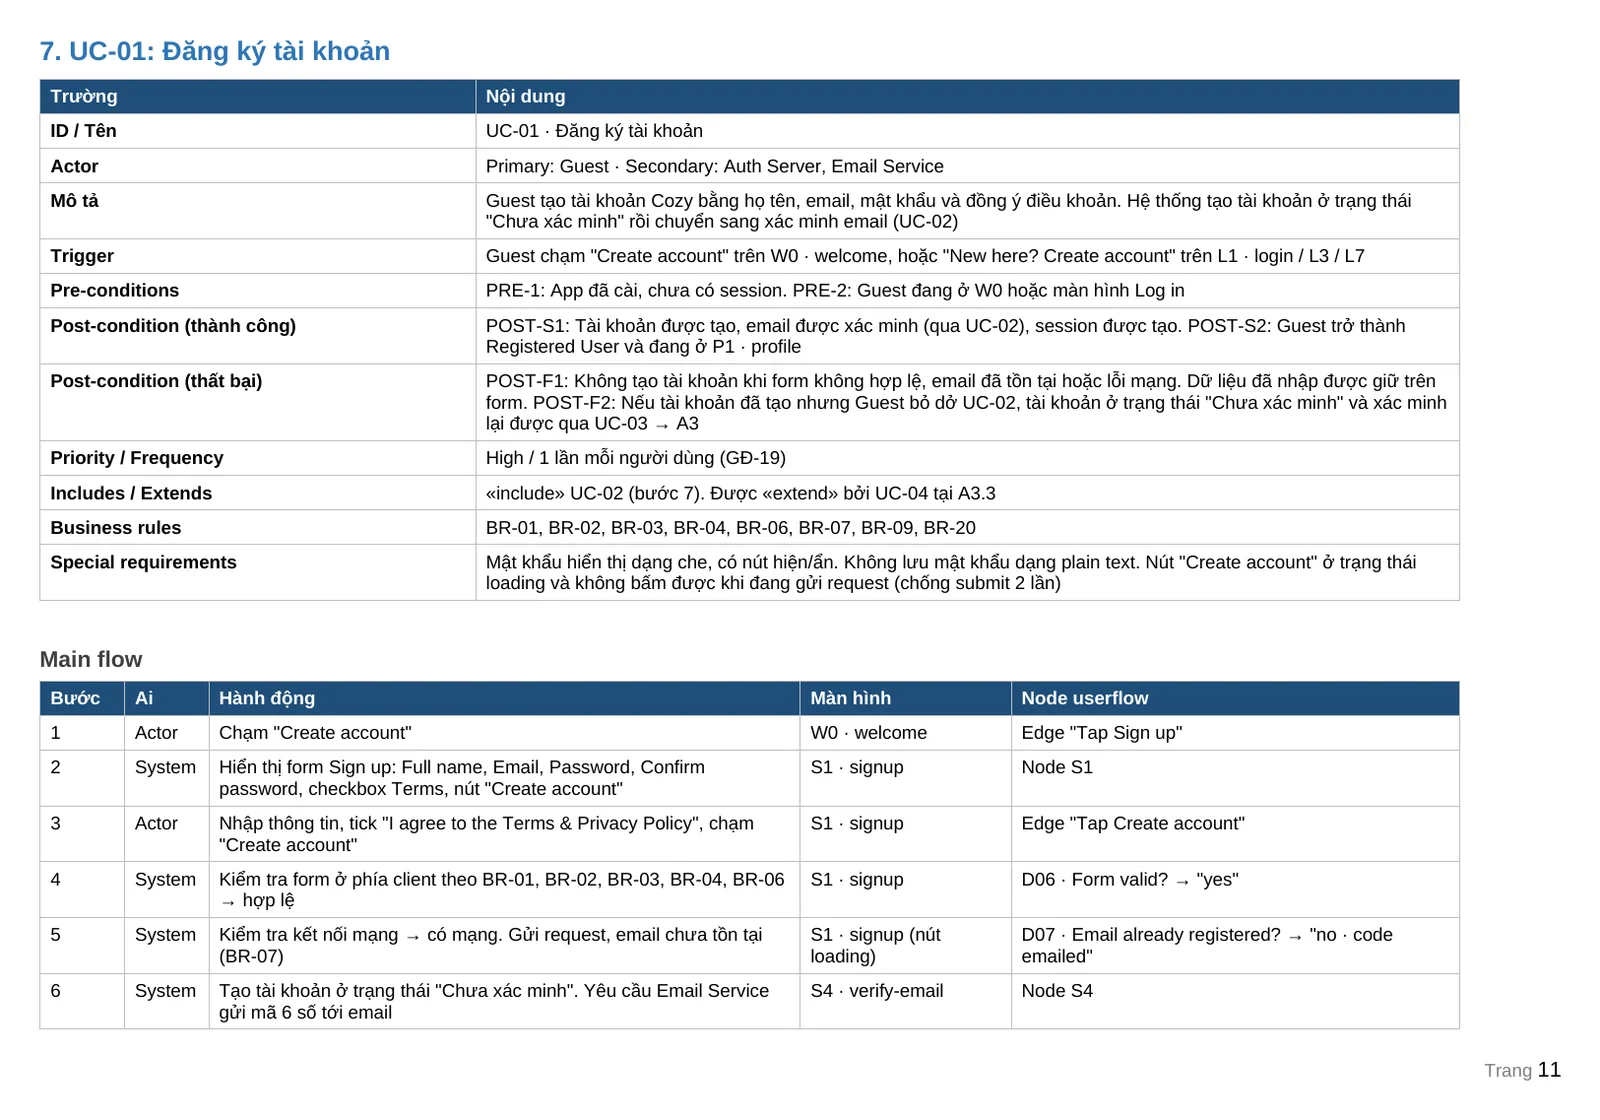 7. UC-01: Đăng ký tài khoản
Trường Nội dung
ID / Tên UC-01 · Đăng ký tài khoản
Actor Primary: Guest · Secondary: Auth Server, Email Service
Mô tả Guest tạo tài khoản Cozy bằng họ tên, email, mật khẩu và đồng ý điều khoản. Hệ thống tạo tài khoản ở trạng thái
"Chưa xác minh" rồi chuyển sang xác minh email (UC-02)
Trigger Guest chạm "Create account" trên W0 · welcome, hoặc "New here? Create account" trên L1 · login / L3 / L7
Pre-conditions PRE-1: App đã cài, chưa có session. PRE-2: Guest đang ở W0 hoặc màn hình Log in
Post-condition (thành công) POST-S1: Tài khoản được tạo, email được xác minh (qua UC-02), session được tạo. POST-S2: Guest trở thành
Registered User và đang ở P1 · profile
Post-condition (thất bại) POST-F1: Không tạo tài khoản khi form không hợp lệ, email đã tồn tại hoặc lỗi mạng. Dữ liệu đã nhập được giữ trên
form. POST-F2: Nếu tài khoản đã tạo nhưng Guest bỏ dở UC-02, tài khoản ở trạng thái "Chưa xác minh" và xác minh
lại được qua UC-03 → A3
Priority / Frequency High / 1 lần mỗi người dùng (GĐ-19)
Includes / Extends «include» UC-02 (bước 7). Được «extend» bởi UC-04 tại A3.3
Business rules BR-01, BR-02, BR-03, BR-04, BR-06, BR-07, BR-09, BR-20
Special requirements Mật khẩu hiển thị dạng che, có nút hiện/ẩn. Không lưu mật khẩu dạng plain text. Nút "Create account" ở trạng thái
loading và không bấm được khi đang gửi request (chống submit 2 lần)
Main flow
Bước Ai Hành động Màn hình Node userflow
1 Actor Chạm "Create account" W0 · welcome Edge "Tap Sign up"
2 System Hiển thị form Sign up: Full name, Email, Password, Confirm S1 · signup Node S1
password, checkbox Terms, nút "Create account"
3 Actor Nhập thông tin, tick "I agree to the Terms & Privacy Policy", chạm S1 · signup Edge "Tap Create account"
"Create account"
4 System Kiểm tra form ở phía client theo BR-01, BR-02, BR-03, BR-04, BR-06 S1 · signup D06 · Form valid? → "yes"
→ hợp lệ
5 System Kiểm tra kết nối mạng → có mạng. Gửi request, email chưa tồn tại S1 · signup (nút D07 · Email already registered? → "no · code
(BR-07) loading) emailed"
6 System Tạo tài khoản ở trạng thái "Chưa xác minh". Yêu cầu Email Service S4 · verify-email Node S4
gửi mã 6 số tới email
Trang 11